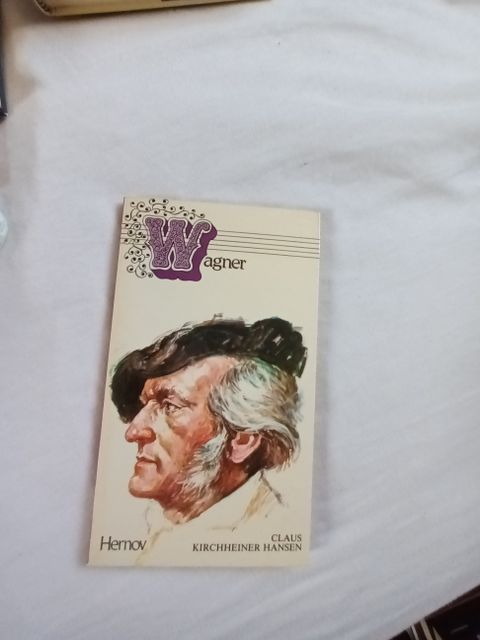 Wagner
Hernov
CLAUS
KIRCHHEINER HANSEN